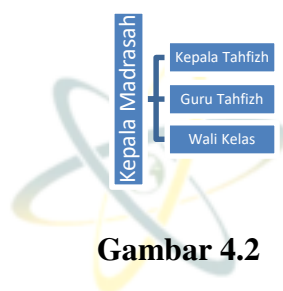 Kepala Madrasah
Kepala Tahfizh
Guru Tahfizh
Wali Kelas
Gambar 4.2